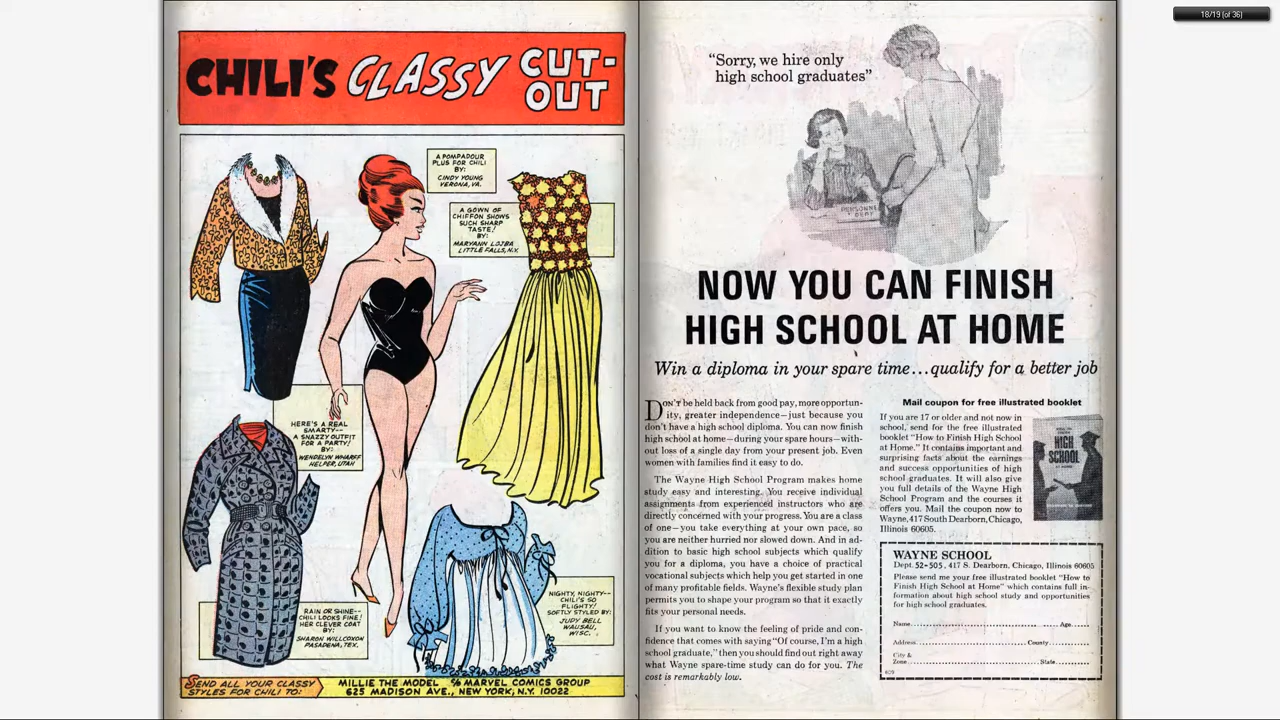 18/19 (of 36)
CHILI'S CLASSY CUT-
OUT
A POMPADOUR
PLUS FOR CHILI
BY:
CINDY YOUNG
VERONA, VA.
A GOWN OF
CHIFFON SHOWS
SUCH SHARP
TASTE!
BY:
MARYANN LOJBA
LITTLE FALLS, N.Y.
HERE'S A REAL
SMARTY--
A SNAZZY OUTFIT
FOR A PARTY!
BY:
WENDELYN WHARFF
HELPER, UTAH
RAIN OR SHINE--
CHILI LOOKS FINE!
HER CLEVER COAT
BY:
SHARON WILLCOXON
PASADENA, TEX.
NIGHTY, NIGHTY--
CHILI'S SO
FLIGHTY!
SOFTLY STYLED BY:
JUDY BELL
WAUSAU,
WISC.
SEND ALL YOUR CLASSY
STYLES FOR CHILI TO:
MILLIE THE MODEL c/o MARVEL COMICS GROUP
625 MADISON AVE., NEW YORK, N.Y. 10022
"Sorry, we hire only
high school graduates"
PERSONNEL
DEPT
NOW YOU CAN FINISH
HIGH SCHOOL AT HOME
Win a diploma in your spare time...qualify for a better job
DON'T be held back from good pay, more opportun-
ity, greater independence—just because you
don't have a high school diploma. You can now finish
high school at home—during your spare hours—with-
out loss of a single day from your present job. Even
women with families find it easy to do.
The Wayne High School Program makes home
study easy and interesting. You receive individual
assignments from experienced instructors who are
directly concerned with your progress. You are a class
of one—you take everything at your own pace, so
you are neither hurried nor slowed down. And in ad-
dition to basic high school subjects which qualify
you for a diploma, you have a choice of practical
vocational subjects which help you get started in one
of many profitable fields. Wayne's flexible study plan
permits you to shape your program so that it exactly
fits your personal needs.
If you want to know the feeling of pride and con-
fidence that comes with saying "Of course, I'm a high
school graduate," then you should find out right away
what Wayne spare-time study can do for you. The
cost is remarkably low.
Mail coupon for free illustrated booklet
If you are 17 or older and not now in
school, send for the free illustrated
booklet "How to Finish High School
at Home." It contains important and
surprising facts about the earnings
and success opportunities of high
school graduates. It will also give
you full details of the Wayne High
School Program and the courses it
offers you. Mail the coupon now to
Wayne, 417 South Dearborn, Chicago,
Illinois 60605.
HIGH
SCHOOL
WAYNE SCHOOL
Dept. 52-505, 417 S. Dearborn, Chicago, Illinois 60605
Please send me your free illustrated booklet "How to
Finish High School at Home" which contains full in-
formation about high school study and opportunities
for high school graduates.
Name Age
Address County
City &
Zone State